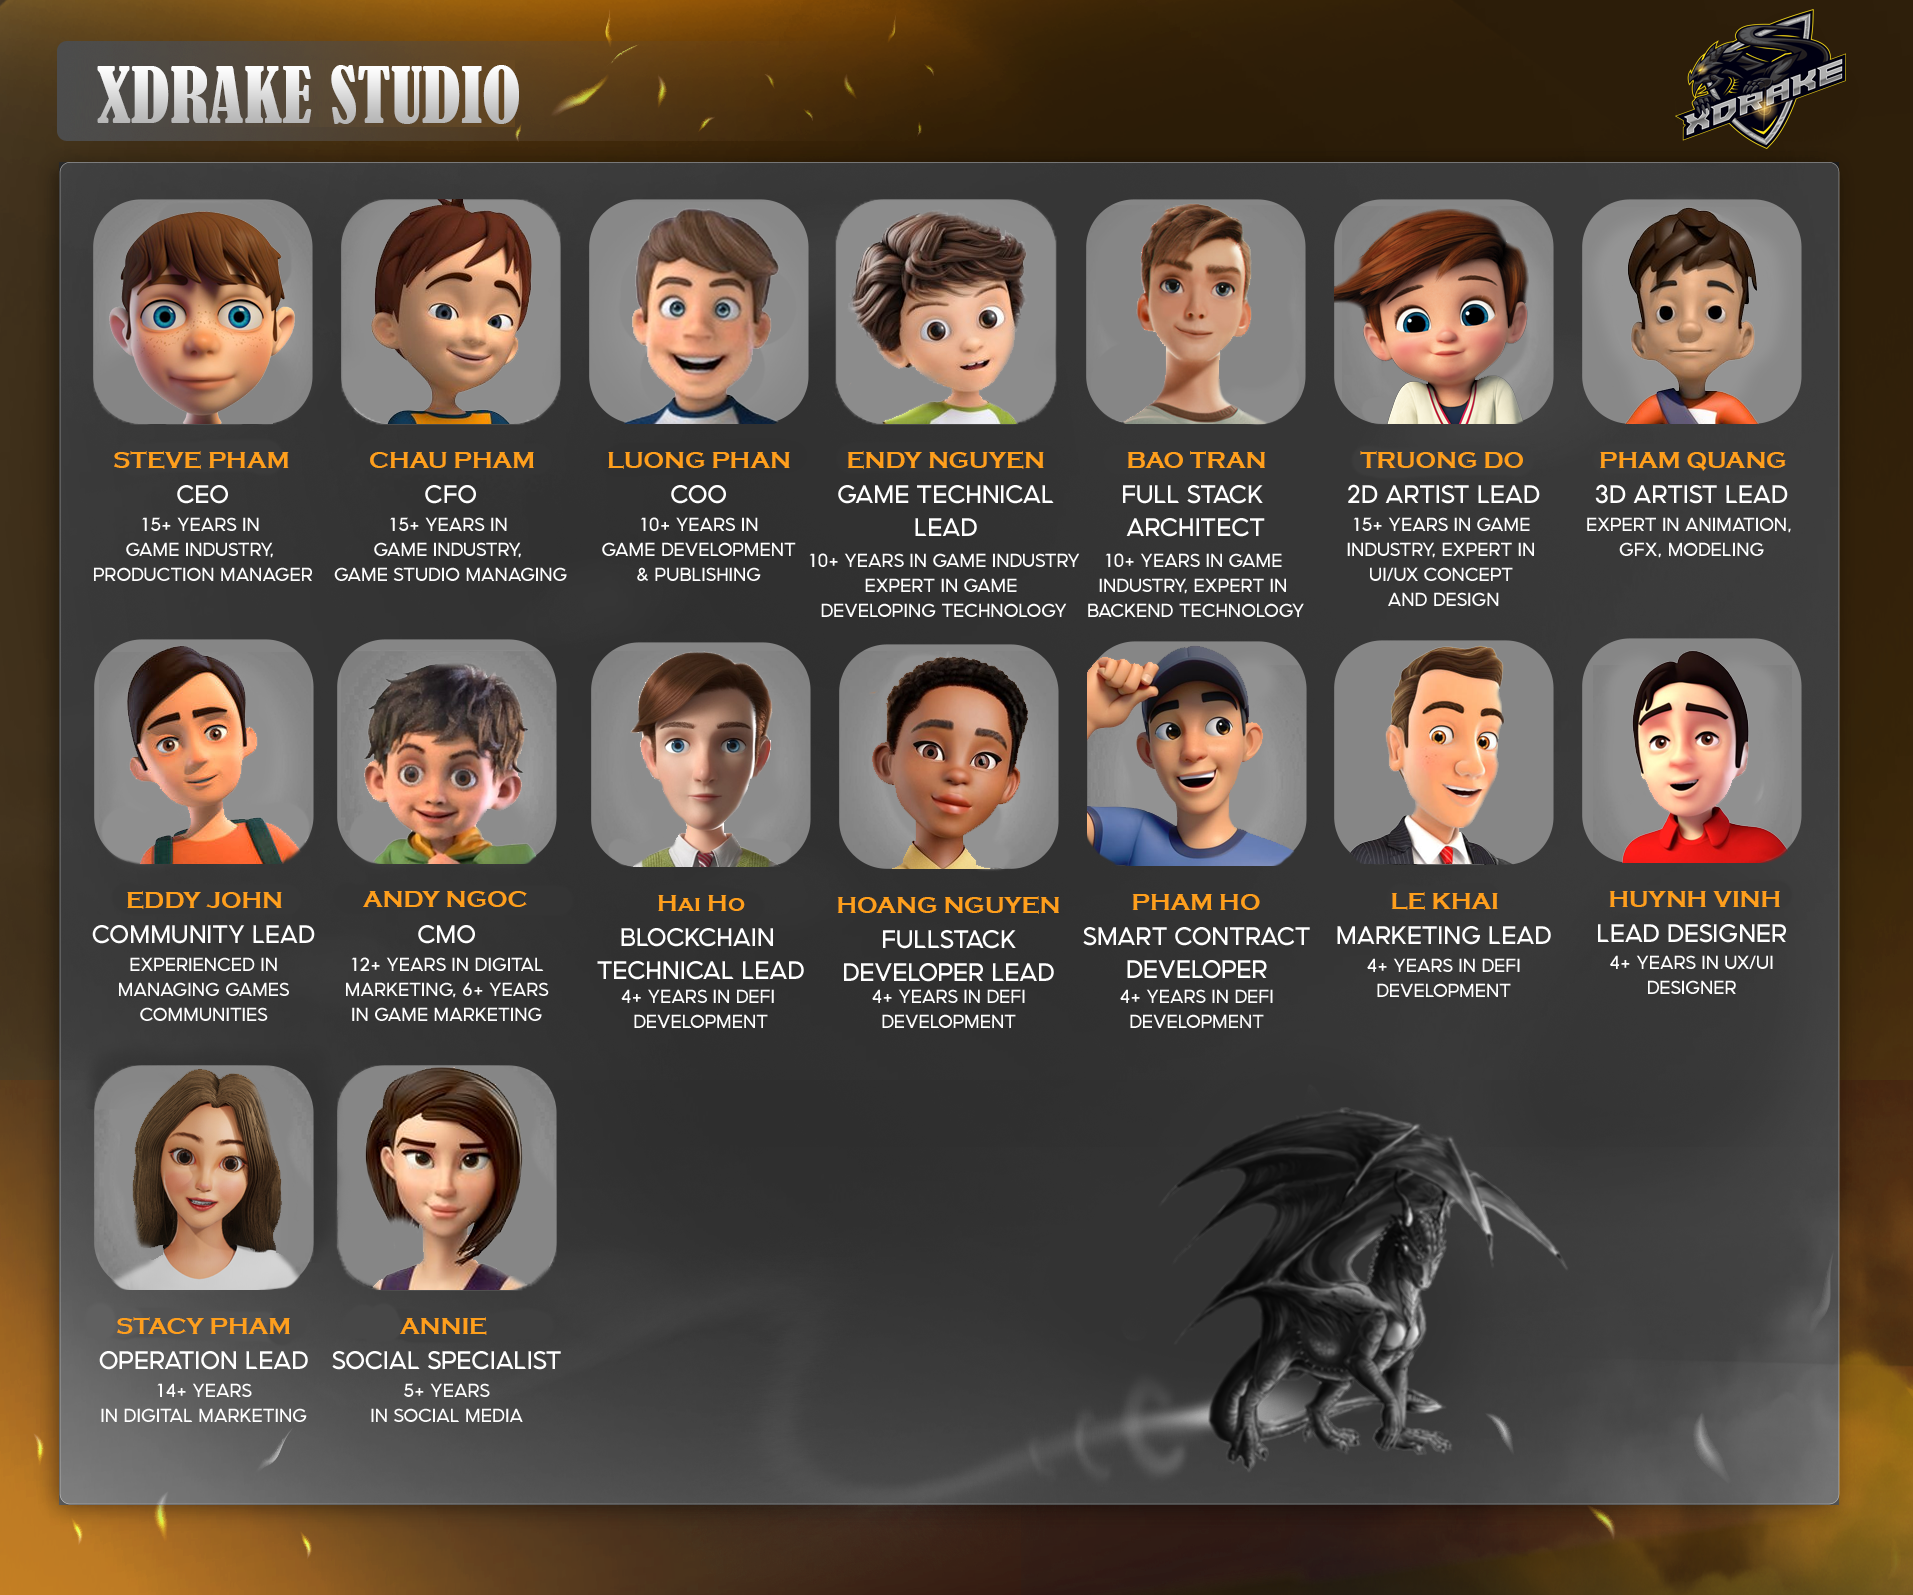 XDRAKE STUDIO
XDRAKE
STEVE PHAM
CEO
15+ YEARS IN
GAME INDUSTRY,
PRODUCTION MANAGER
CHAU PHAM
CFO
15+ YEARS IN
GAME INDUSTRY,
GAME STUDIO MANAGING
LUONG PHAN
COO
10+ YEARS IN
GAME DEVELOPMENT
& PUBLISHING
ENDY NGUYEN
GAME TECHNICAL
LEAD
10+ YEARS IN GAME INDUSTRY
EXPERT IN GAME
DEVELOPING TECHNOLOGY
BAO TRAN
FULL STACK
ARCHITECT
10+ YEARS IN GAME
INDUSTRY, EXPERT IN
BACKEND TECHNOLOGY
TRUONG DO
2D ARTIST LEAD
15+ YEARS IN GAME
INDUSTRY, EXPERT IN
UI/UX CONCEPT
AND DESIGN
PHAM QUANG
3D ARTIST LEAD
EXPERT IN ANIMATION,
GFX, MODELING
EDDY JOHN
COMMUNITY LEAD
EXPERIENCED IN
MANAGING GAMES
COMMUNITIES
ANDY NGOC
CMO
12+ YEARS IN DIGITAL
MARKETING, 6+ YEARS
IN GAME MARKETING
Hai Ho
BLOCKCHAIN
TECHNICAL LEAD
4+ YEARS IN DEFI
DEVELOPMENT
HOANG NGUYEN
FULLSTACK
DEVELOPER LEAD
4+ YEARS IN DEFI
DEVELOPMENT
PHAM HO
SMART CONTRACT
DEVELOPER
4+ YEARS IN DEFI
DEVELOPMENT
LE KHAI
MARKETING LEAD
4+ YEARS IN DEFI
DEVELOPMENT
HUYNH VINH
LEAD DESIGNER
4+ YEARS IN UX/UI
DESIGNER
STACY PHAM
OPERATION LEAD
14+ YEARS
IN DIGITAL MARKETING
ANNIE
SOCIAL SPECIALIST
5+ YEARS
IN SOCIAL MEDIA